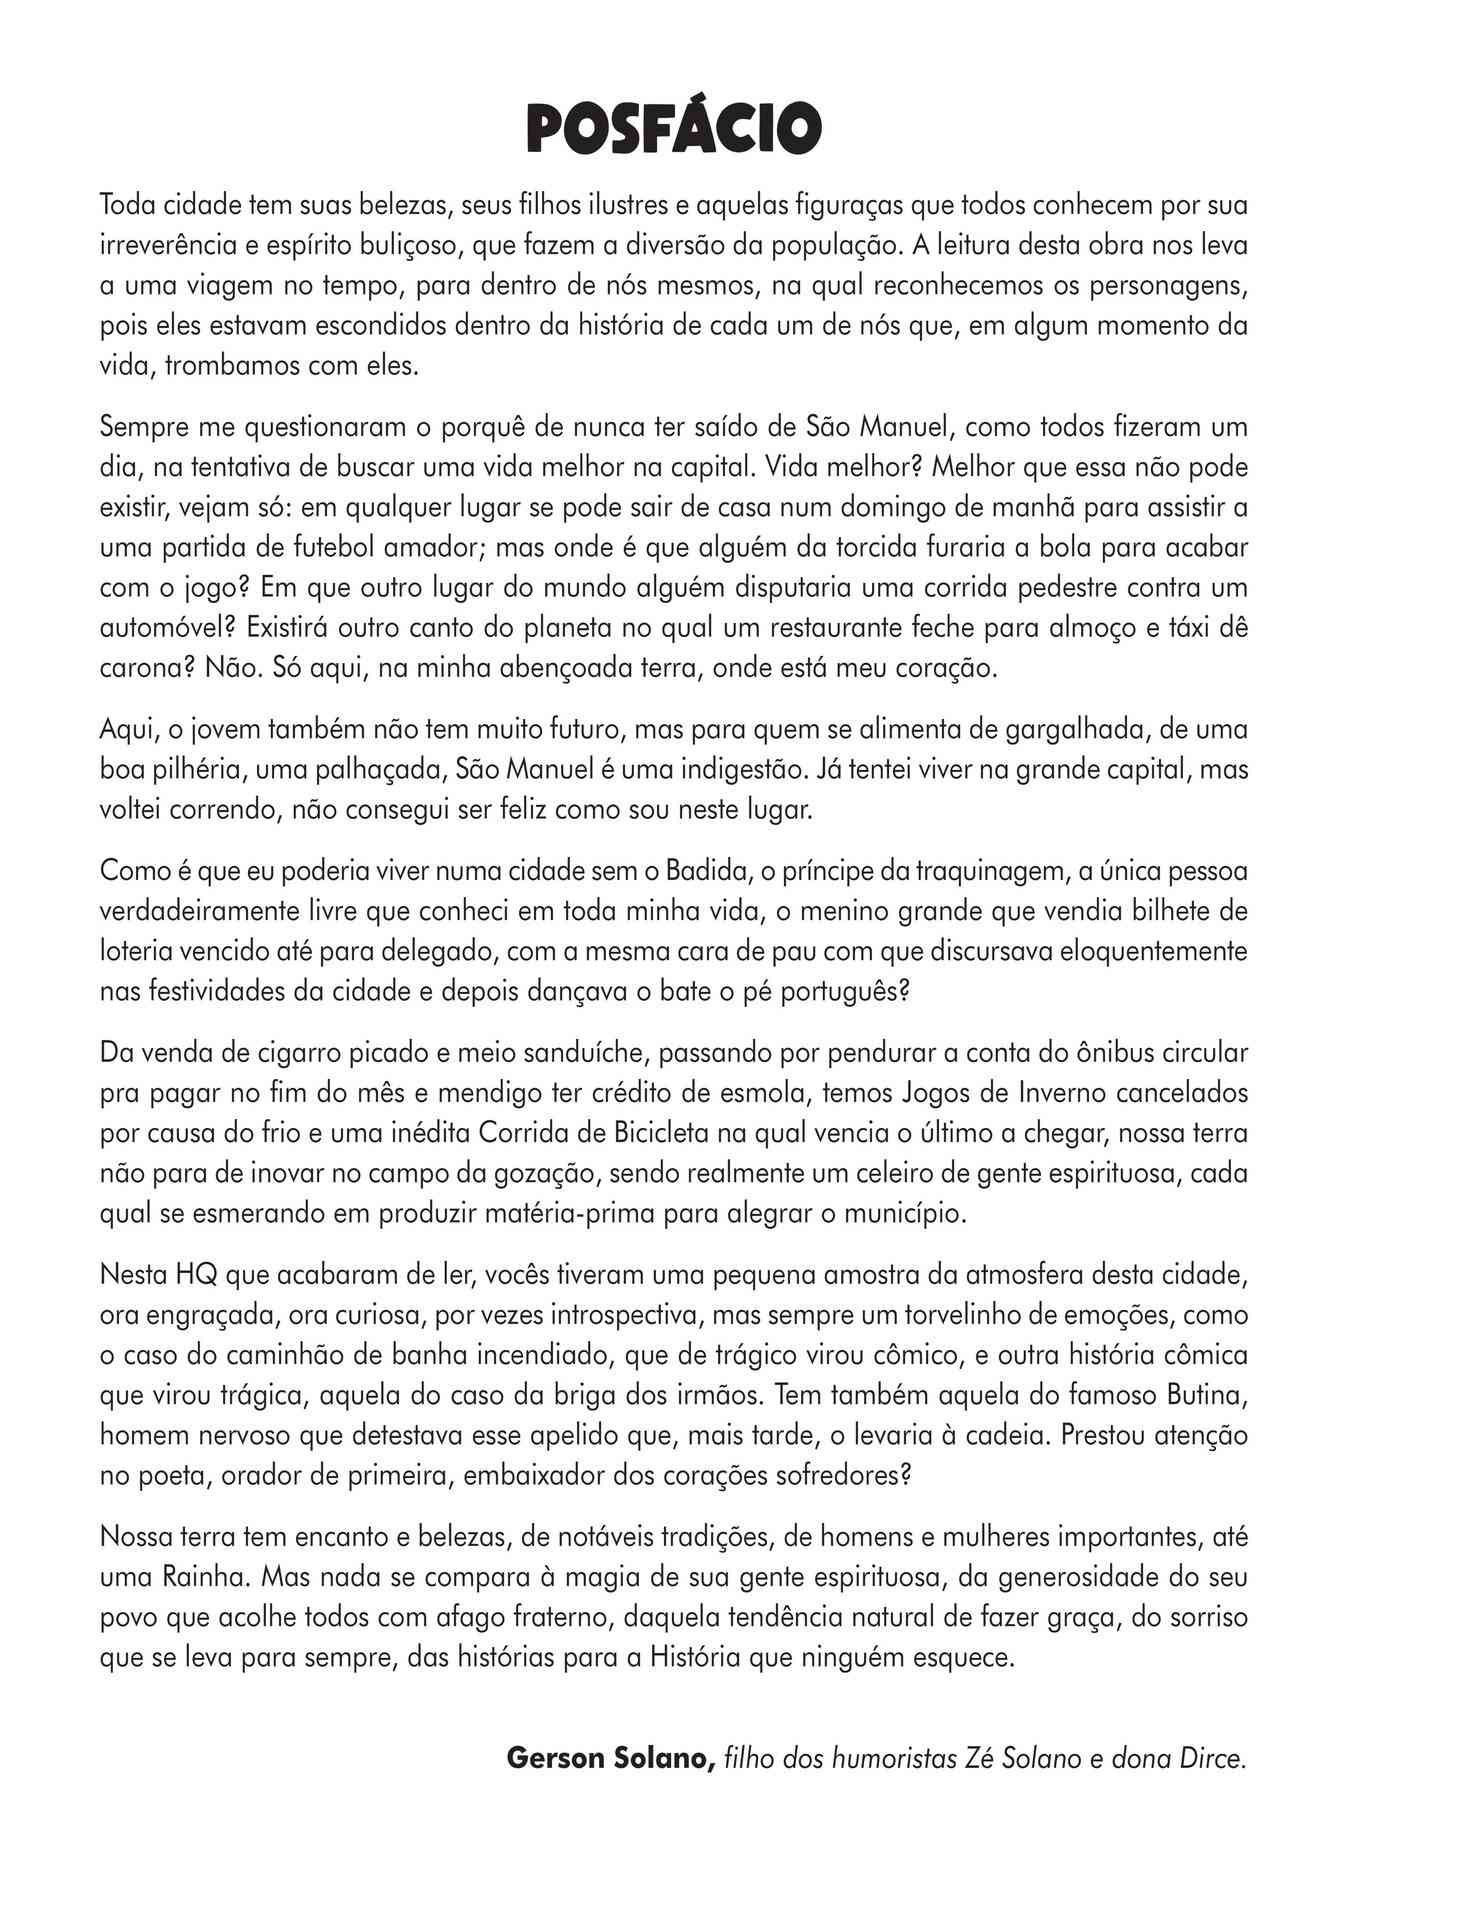 POSFÁCIO
Toda cidade tem suas belezas, seus filhos ilustres e aquelas figuraças que todos conhecem por sua
irreverência e espírito buliçoso, que fazem a diversão da população. A leitura desta obra nos leva
a uma viagem no tempo, para dentro de nós mesmos, na qual reconhecemos os personagens,
pois eles estavam escondidos dentro da história de cada um de nós que, em algum momento da
vida, trombamos com eles.
Sempre me questionaram o porquê de nunca ter saído de São Manuel, como todos fizeram um
dia, na tentativa de buscar uma vida melhor na capital. Vida melhor? Melhor que essa não pode
existir, vejam só: em qualquer lugar se pode sair de casa num domingo de manhã para assistir a
uma partida de futebol amador; mas onde é que alguém da torcida furaria a bola para acabar
com o jogo? Em que outro lugar do mundo alguém disputaria uma corrida pedestre contra um
automóvel? Existirá outro canto do planeta no qual um restaurante feche para almoço e táxi dê
carona? Não. Só aqui, na minha abençoada terra, onde está meu coração.
Aqui, o jovem também não tem muito futuro, mas para quem se alimenta de gargalhada, de uma
boa pilhéria, uma palhaçada, São Manuel é uma indigestão. Já tentei viver na grande capital, mas
voltei correndo, não consegui ser feliz como sou neste lugar.
Como é que eu poderia viver numa cidade sem o Badida, o príncipe da traquinagem, a única pessoa
verdadeiramente livre que conheci em toda minha vida, o menino grande que vendia bilhete de
loteria vencido até para delegado, com a mesma cara de pau com que discursava eloquentemente
nas festividades da cidade e depois dançava o bate o pé português?
Da venda de cigarro picado e meio sanduíche, passando por pendurar a conta do ônibus circular
pra pagar no fim do mês e mendigo ter crédito de esmola, temos Jogos de Inverno cancelados
por causa do frio e uma inédita Corrida de Bicicleta na qual vencia o último a chegar, nossa terra
não para de inovar no campo da gozação, sendo realmente um celeiro de gente espirituosa, cada
qual se esmerando em produzir matéria-prima para alegrar o município.
Nesta HQ que acabaram de ler, vocês tiveram uma pequena amostra da atmosfera desta cidade,
ora engraçada, ora curiosa, por vezes introspectiva, mas sempre um torvelinho de emoções, como
o caso do caminhão de banha incendiado, que de trágico virou cômico, e outra história cômica
que virou trágica, aquela do caso da briga dos irmãos. Tem também aquela do famoso Butina,
homem nervoso que detestava esse apelido que, mais tarde, o levaria à cadeia. Prestou atenção
no poeta, orador de primeira, embaixador dos corações sofredores?
Nossa terra tem encanto e belezas, de notáveis tradições, de homens e mulheres importantes, até
uma Rainha. Mas nada se compara à magia de sua gente espirituosa, da generosidade do seu
povo que acolhe todos com afago fraterno, daquela tendência natural de fazer graça, do sorriso
que se leva para sempre, das histórias para a História que ninguém esquece.
Gerson Solano, filho dos humoristas Zé Solano e dona Dirce.